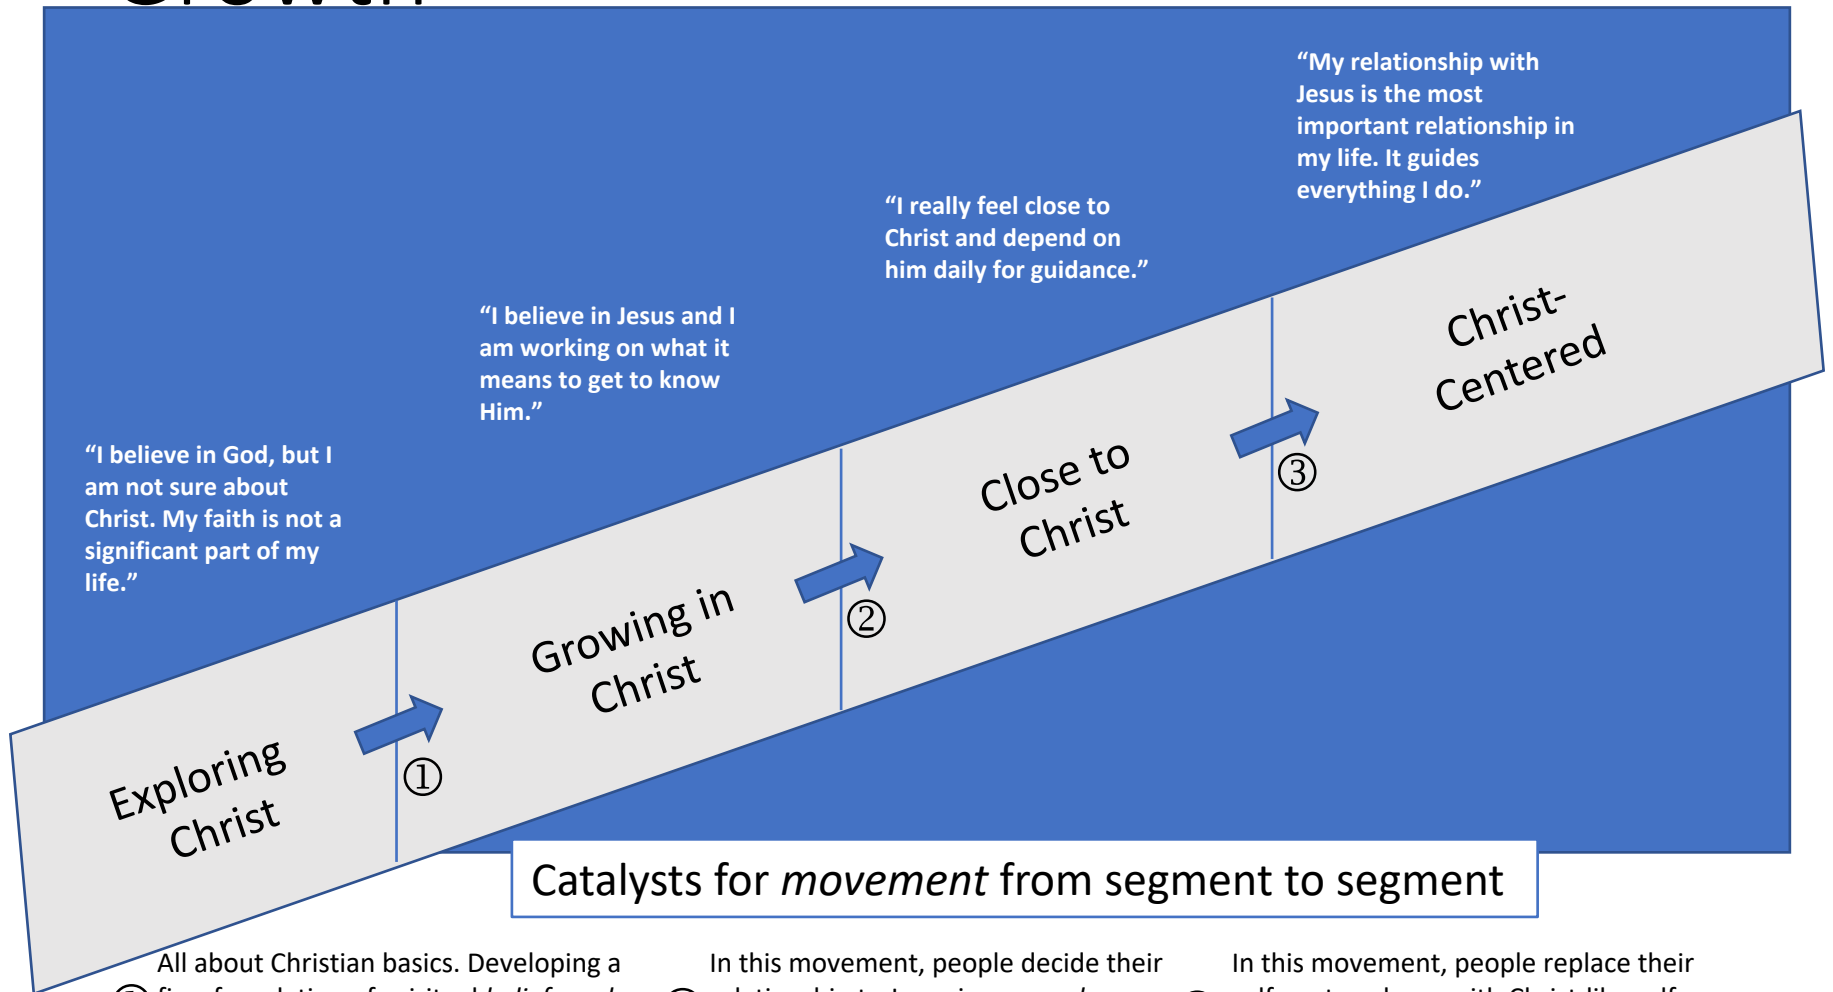 Growth
“My relationship with
Jesus is the most
important relationship in
my life. It guides
everything I do.”
“I really feel close to
Christ and depend on
him daily for guidance.”
“I believe in Jesus and I
am working on what it
means to get to know
Him.”
“I believe in God, but I
am not sure about
Christ. My faith is not a
significant part of my
life.”
Exploring
Christ
①
Growing in
Christ
②
Close to
Christ
③
Christ-
Centered
Catalysts for movement from segment to segment
All about Christian basics. Developing a
In this movement, people decide their
In this movement, people replace their